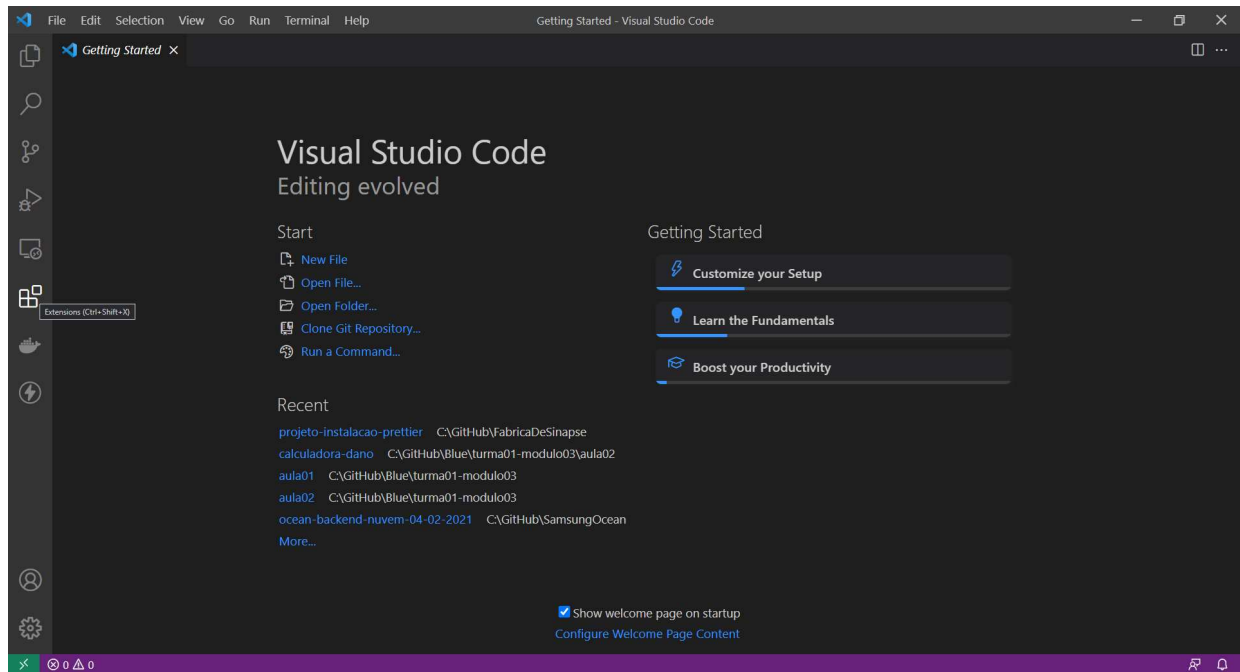 File Edit Selection View Go Run Terminal Help Getting Started - Visual Studio Code
Getting Started
Visual Studio Code
Editing evolved
Start
New File
Open File...
Open Folder...
Clone Git Repository...
Run a Command...
Recent
projeto-instalacao-prettier C:\GitHub\FabricaDeSinapse
calculadora-dano C:\GitHub\Blue\turma01-modulo03\aula02
aula01 C:\GitHub\Blue\turma01-modulo03
aula02 C:\GitHub\Blue\turma01-modulo03
ocean-backend-nuvem-04-02-2021 C:\GitHub\SamsungOcean
More...
Getting Started
Customize your Setup
Learn the Fundamentals
Boost your Productivity
Extensions (Ctrl+Shift+X)
Show welcome page on startup
Configure Welcome Page Content
0 0